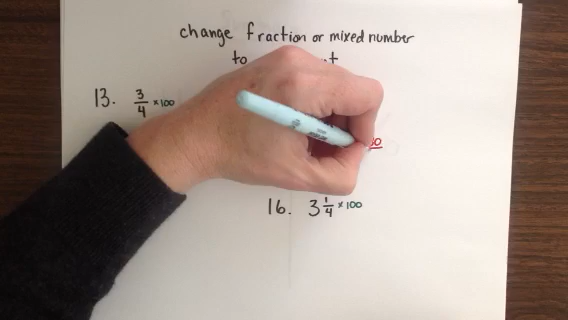 change fraction or mixed number
to
13. 3/4 ×100
16. 3 1/4 ×100